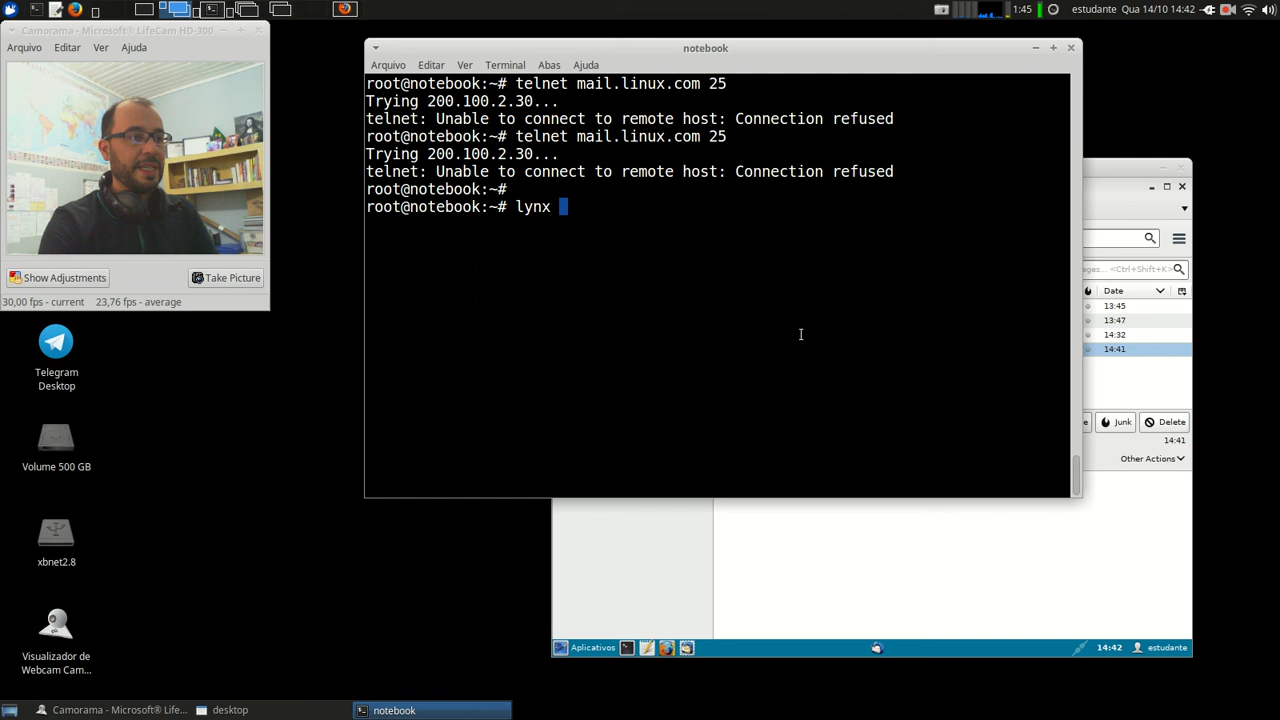 1:45
estudante
Qua 14/10 14:42
Camorama - Microsoft® LifeCam HD-300
Arquivo Editar Ver Ajuda
Show Adjustments
Take Picture
30,00 fps - current 23,76 fps - average
Telegram
Desktop
Volume 500 GB
xbnet2.8
Visualizador de
Webcam Cam...
notebook
Arquivo Editar Ver Terminal Abas Ajuda
root@notebook:~# telnet mail.linux.com 25
Trying 200.100.2.30...
telnet: Unable to connect to remote host: Connection refused
root@notebook:~# telnet mail.linux.com 25
Trying 200.100.2.30...
telnet: Unable to connect to remote host: Connection refused
root@notebook:~#
root@notebook:~# lynx
ages... <Ctrl+Shift+K>
Date
13:45
13:47
14:32
14:41
e
Junk
Delete
14:41
Other Actions
Aplicativos
14:42
estudante
Camorama - Microsoft® Life...
desktop
notebook